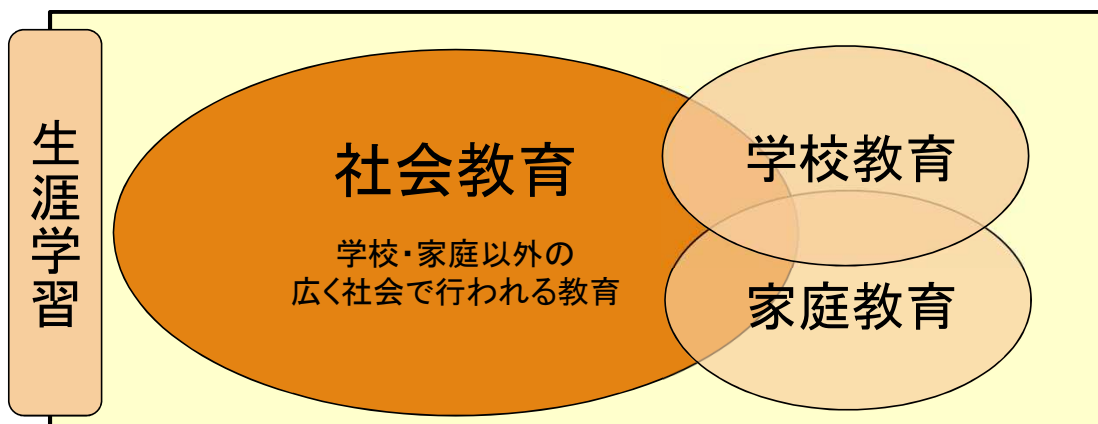 生涯学習
社会教育
学校・家庭以外の
広く社会で行われる教育
学校教育
家庭教育